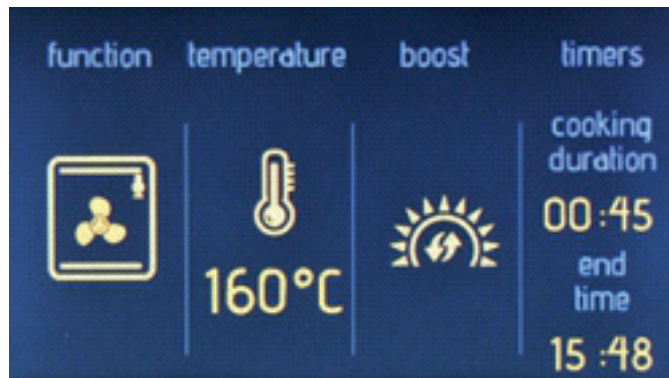 function temperature boost timers
cooking
duration
00:45
160°C
end
time
15:48